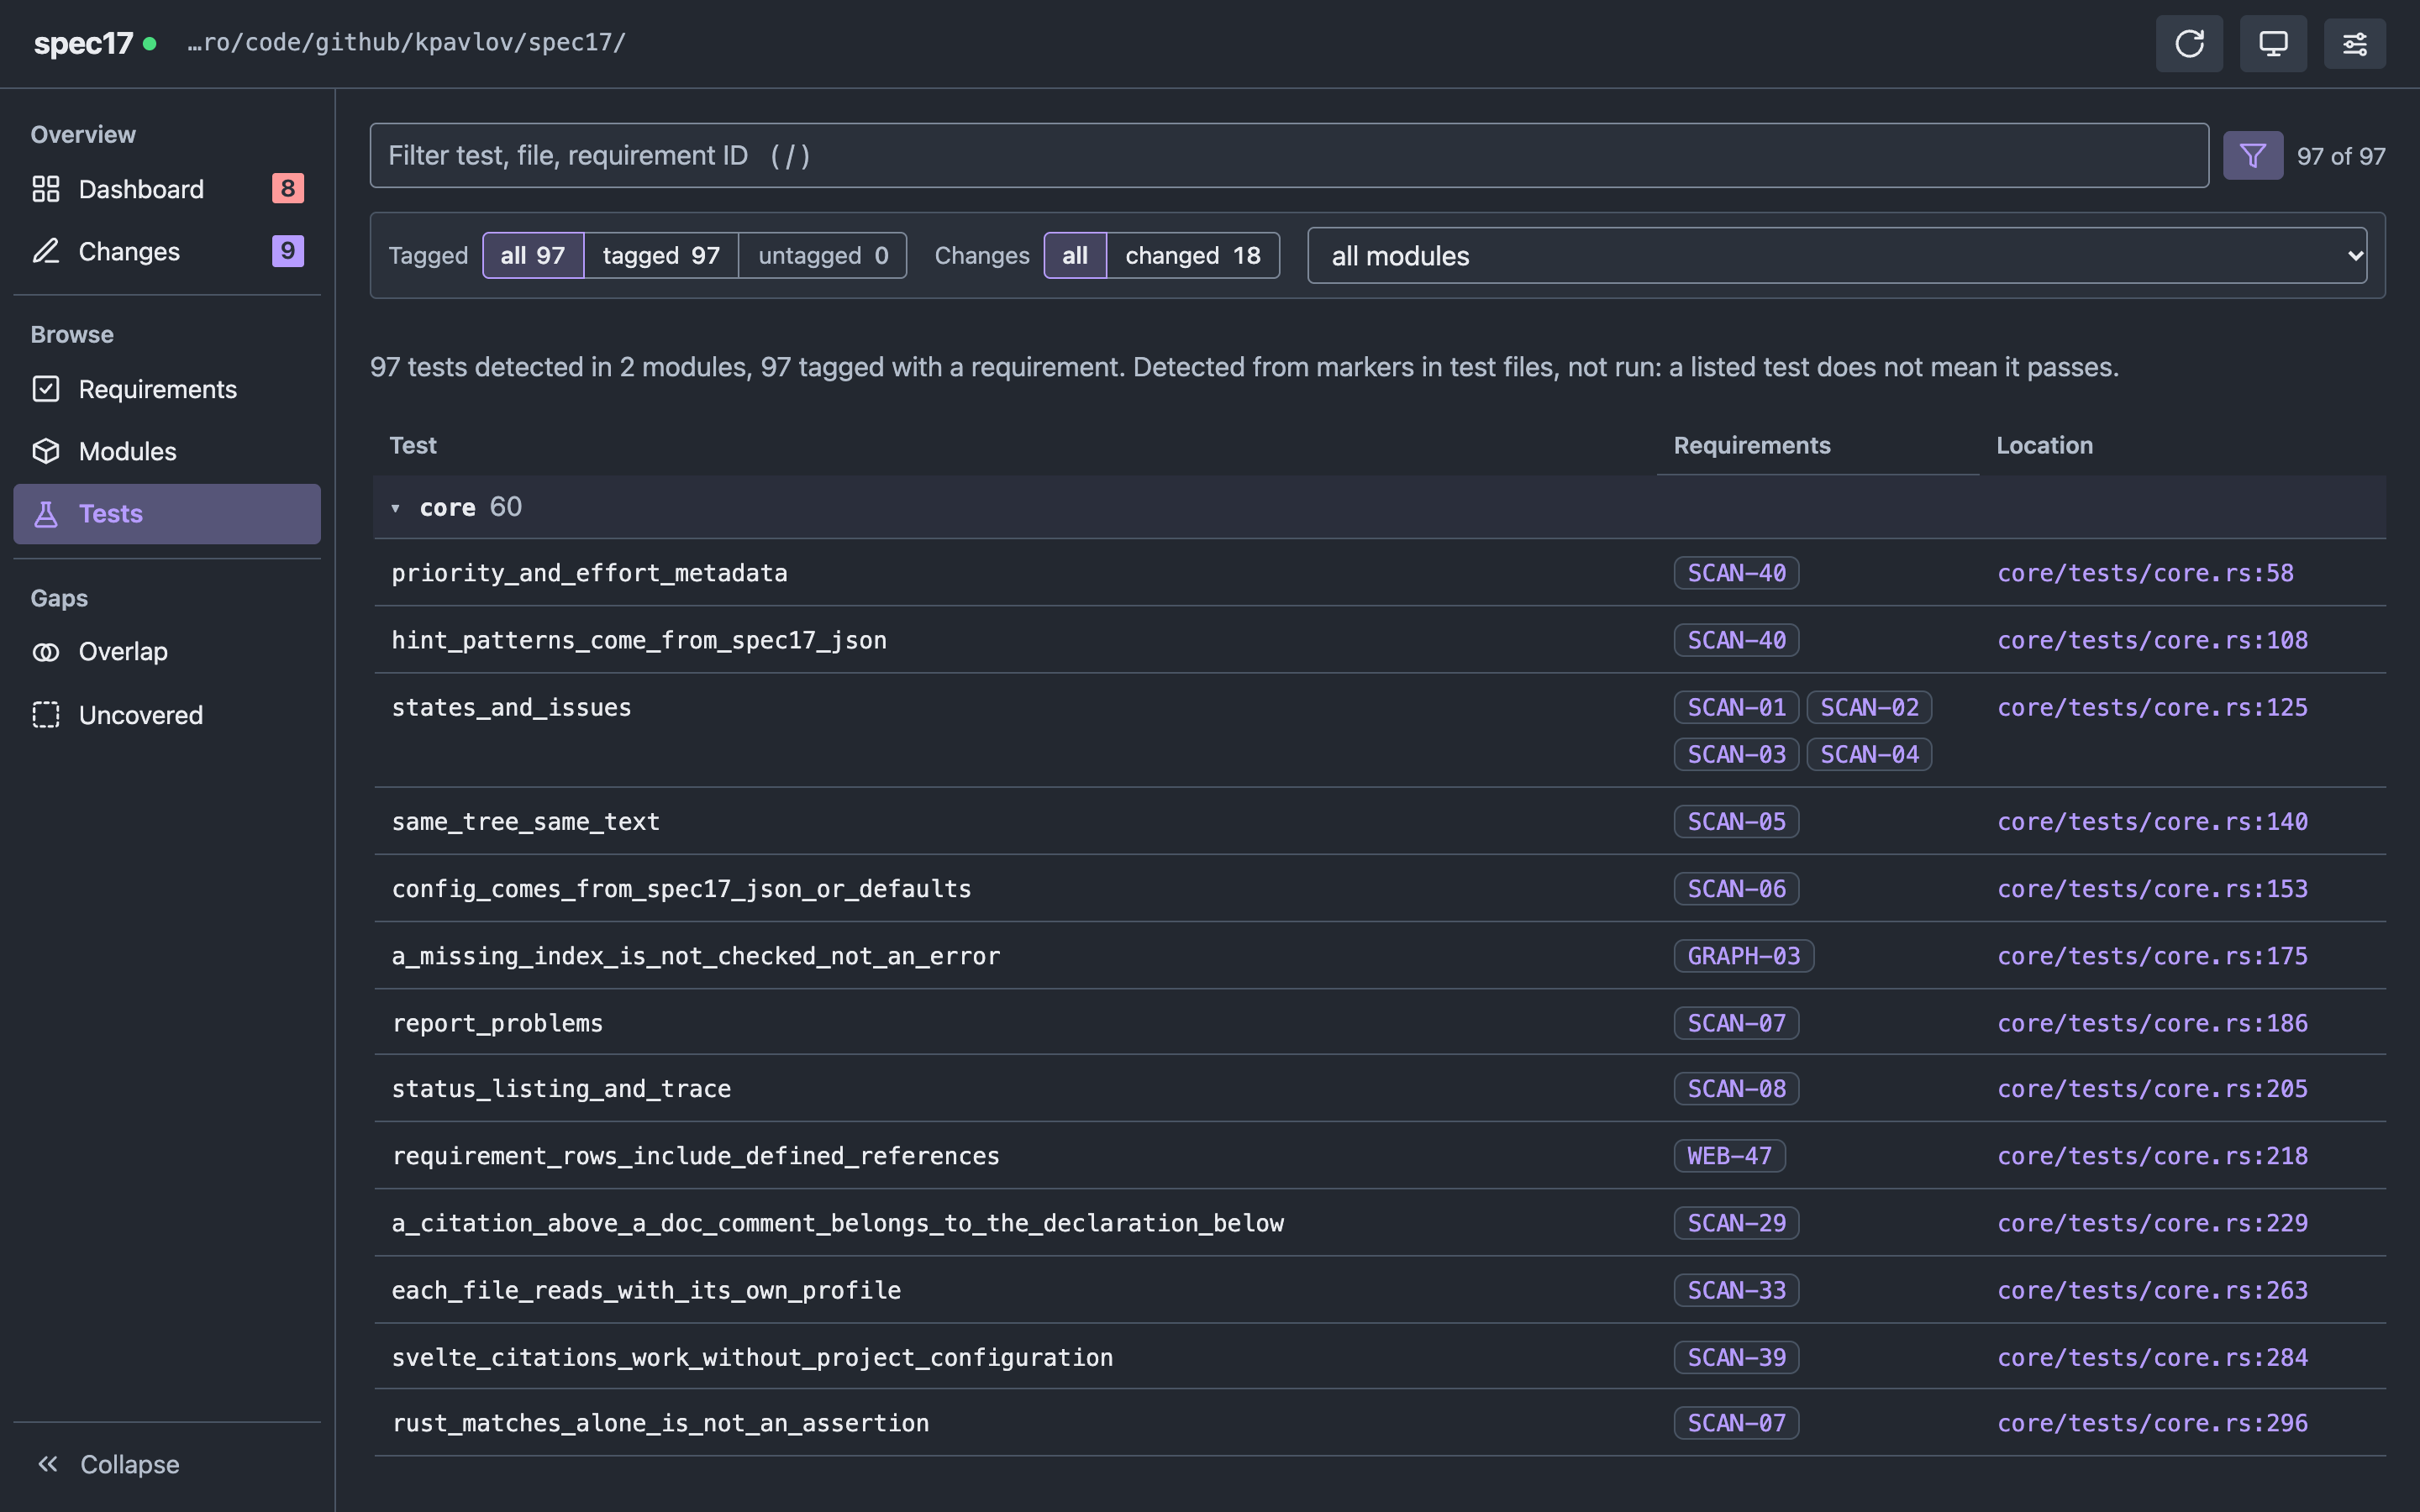 spec17 …ro/code/github/kpavlov/spec17/
Overview
Dashboard 8
Changes 9
Browse
Requirements
Modules
Tests
Gaps
Overlap
Uncovered
Collapse
Filter test, file, requirement ID (/) 97 of 97
Tagged all 97 tagged 97 untagged 0 Changes all changed 18 all modules
97 tests detected in 2 modules, 97 tagged with a requirement. Detected from markers in test files, not run: a listed test does not mean it passes.
Test Requirements Location
core 60
priority_and_effort_metadata SCAN-40 core/tests/core.rs:58
hint_patterns_come_from_spec17_json SCAN-40 core/tests/core.rs:108
states_and_issues SCAN-01 SCAN-02 core/tests/core.rs:125
SCAN-03 SCAN-04
same_tree_same_text SCAN-05 core/tests/core.rs:140
config_comes_from_spec17_json_or_defaults SCAN-06 core/tests/core.rs:153
a_missing_index_is_not_checked_not_an_error GRAPH-03 core/tests/core.rs:175
report_problems SCAN-07 core/tests/core.rs:186
status_listing_and_trace SCAN-08 core/tests/core.rs:205
requirement_rows_include_defined_references WEB-47 core/tests/core.rs:218
a_citation_above_a_doc_comment_belongs_to_the_declaration_below SCAN-29 core/tests/core.rs:229
each_file_reads_with_its_own_profile SCAN-33 core/tests/core.rs:263
svelte_citations_work_without_project_configuration SCAN-39 core/tests/core.rs:284
rust_matches_alone_is_not_an_assertion SCAN-07 core/tests/core.rs:296